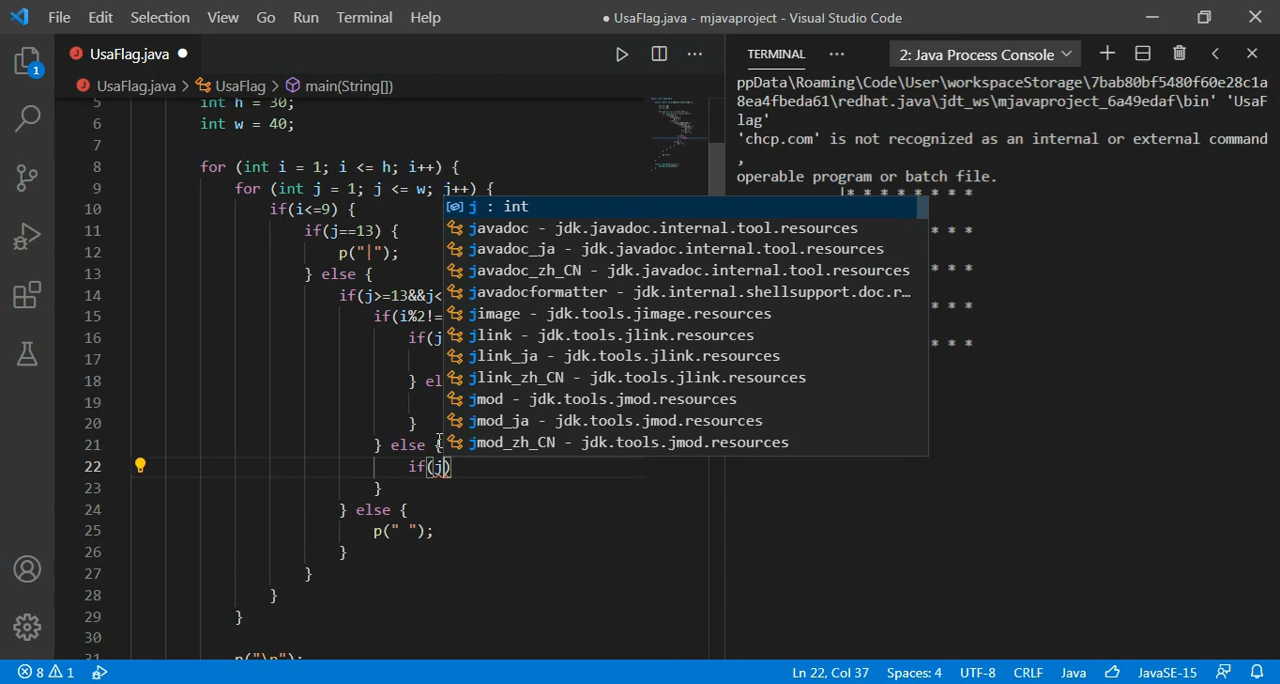 File Edit Selection View Go Run Terminal Help
● UsaFlag.java - mjavaproject - Visual Studio Code
UsaFlag.java ●
TERMINAL ··· 2: Java Process Console
UsaFlag.java > UsaFlag > main(String[])
5 int h = 30;
6 int w = 40;
7
8 for (int i = 1; i <= h; i++) {
9 for (int j = 1; j <= w; j++) {
10 if(i<=9) {
11 if(j==13) {
12 p("|");
13 } else {
14 if(j>=13&&j<
15 if(i%2!=
16 if(j
17
18 } el
19
20 }
21 } else {
22 if(j)
23 }
24 } else {
25 p(" ");
26 }
27 }
28 }
29 }
30
31 p("\n");
j : int
javadoc - jdk.javadoc.internal.tool.resources
javadoc_ja - jdk.javadoc.internal.tool.resources
javadoc_zh_CN - jdk.javadoc.internal.tool.resources
javadocformatter - jdk.internal.shellsupport.doc.r…
jimage - jdk.tools.jimage.resources
jlink - jdk.tools.jlink.resources
jlink_ja - jdk.tools.jlink.resources
jlink_zh_CN - jdk.tools.jlink.resources
jmod - jdk.tools.jmod.resources
jmod_ja - jdk.tools.jmod.resources
jmod_zh_CN - jdk.tools.jmod.resources
ppData\Roaming\Code\User\workspaceStorage\7bab80bf5480f60e28c1a
8ea4fbeda61\redhat.java\jdt_ws\mjavaproject_6a49edaf\bin' 'UsaF
lag'
'chcp.com' is not recognized as an internal or external command
,
operable program or batch file.
|* * * * * * * *
* * *
* * *
* * *
* * *
1
8 1 Ln 22, Col 37 Spaces: 4 UTF-8 CRLF Java JavaSE-15